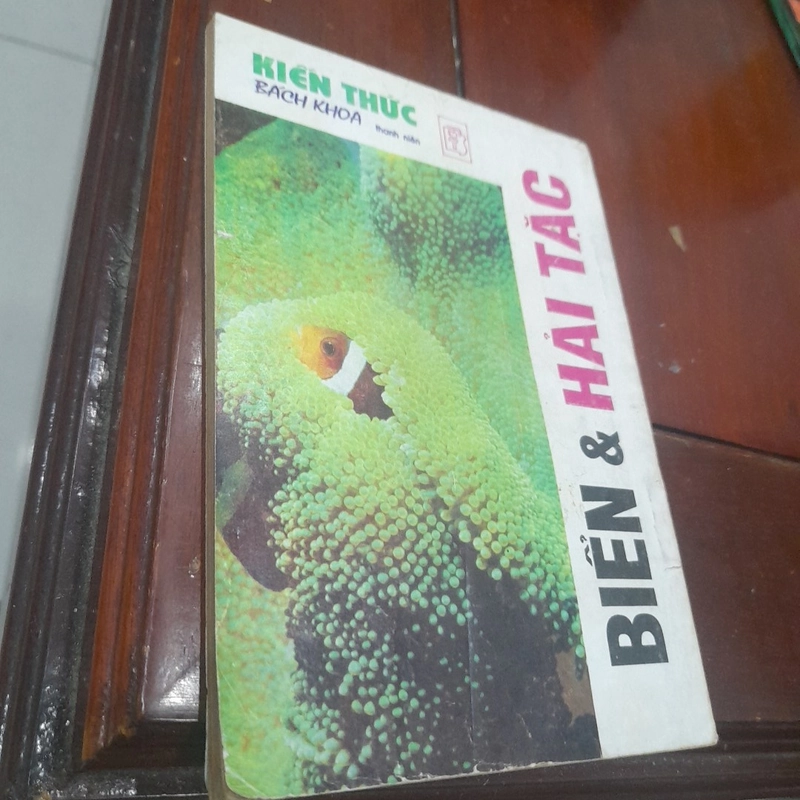 KIẾN THỨC
BÁCH KHOA
thanh niên
BIỂN & HẢI TẶC